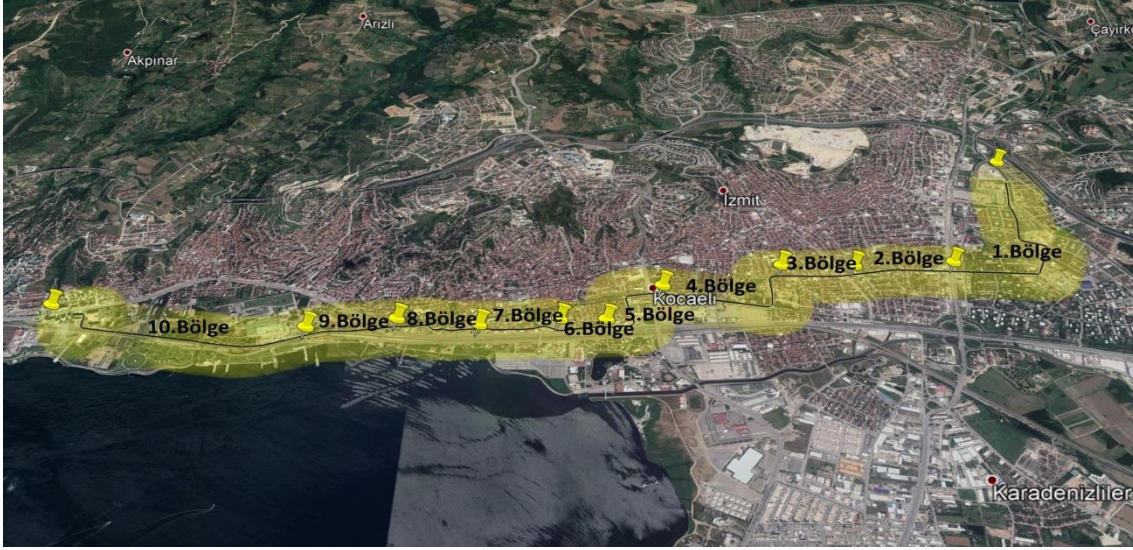 Arızlı
Çayırkö
Akpınar
İzmit
1.Bölge
2.Bölge
3.Bölge
4.Bölge
Kocaeli
5.Bölge
6.Bölge
7.Bölge
8.Bölge
9.Bölge
10.Bölge
Karadenizliler